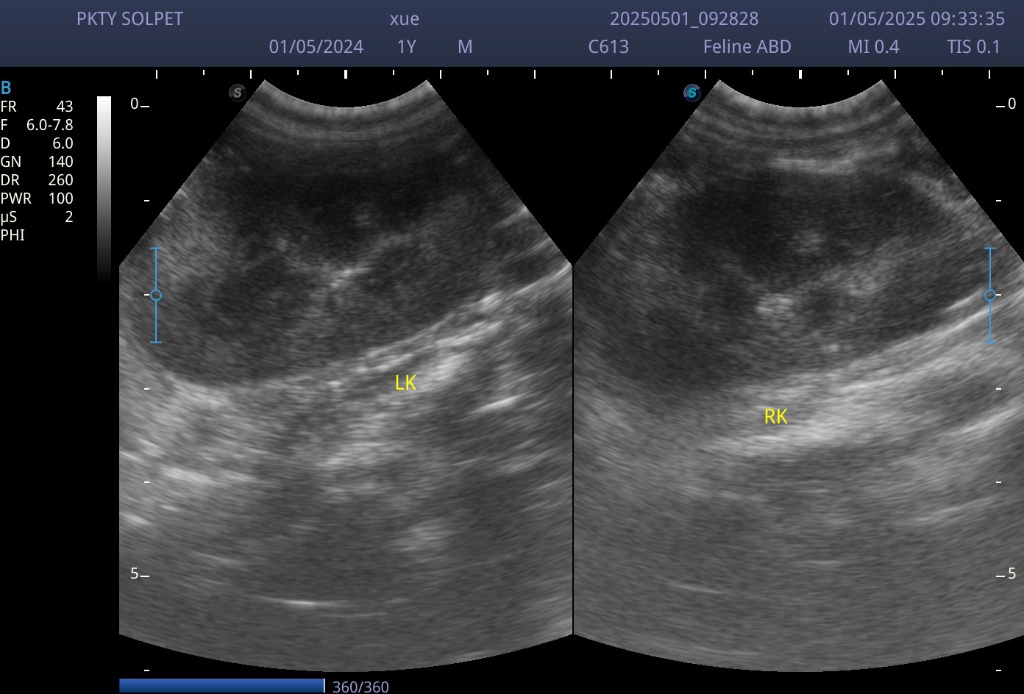 PKTY SOLPET xue 20250501_092828 01/05/2025 09:33:35
01/05/2024 1Y M C613 Feline ABD MI 0.4 TIS 0.1
B
FR 43
F 6.0-7.8
D 6.0
GN 140
DR 260
PWR 100
µS 2
PHI
0
S
S
0
LK
RK
5
5
360/360